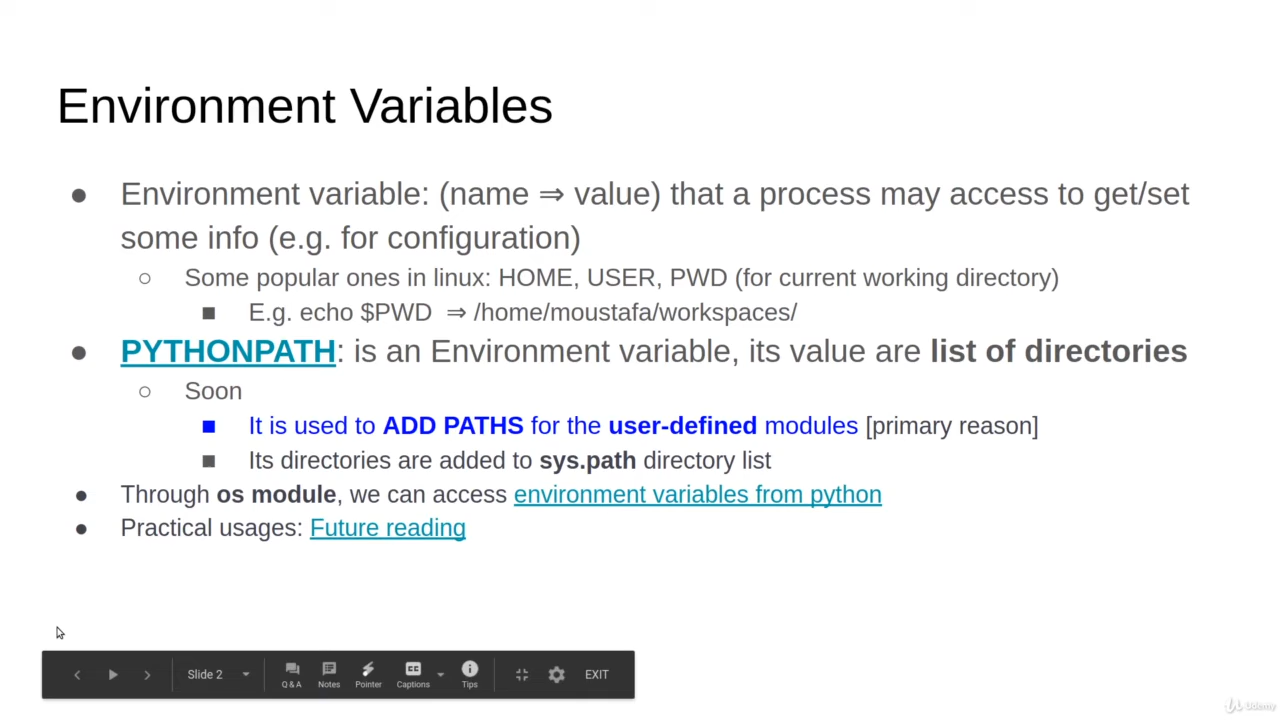 Environment Variables
● Environment variable: (name ⇒ value) that a process may access to get/set
some info (e.g. for configuration)
○ Some popular ones in linux: HOME, USER, PWD (for current working directory)
■ E.g. echo $PWD ⇒ /home/moustafa/workspaces/
● PYTHONPATH: is an Environment variable, its value are list of directories
○ Soon
■ It is used to ADD PATHS for the user-defined modules [primary reason]
■ Its directories are added to sys.path directory list
● Through os module, we can access environment variables from python
● Practical usages: Future reading
Slide 2
Q & A Notes Pointer Captions Tips
EXIT
Udemy